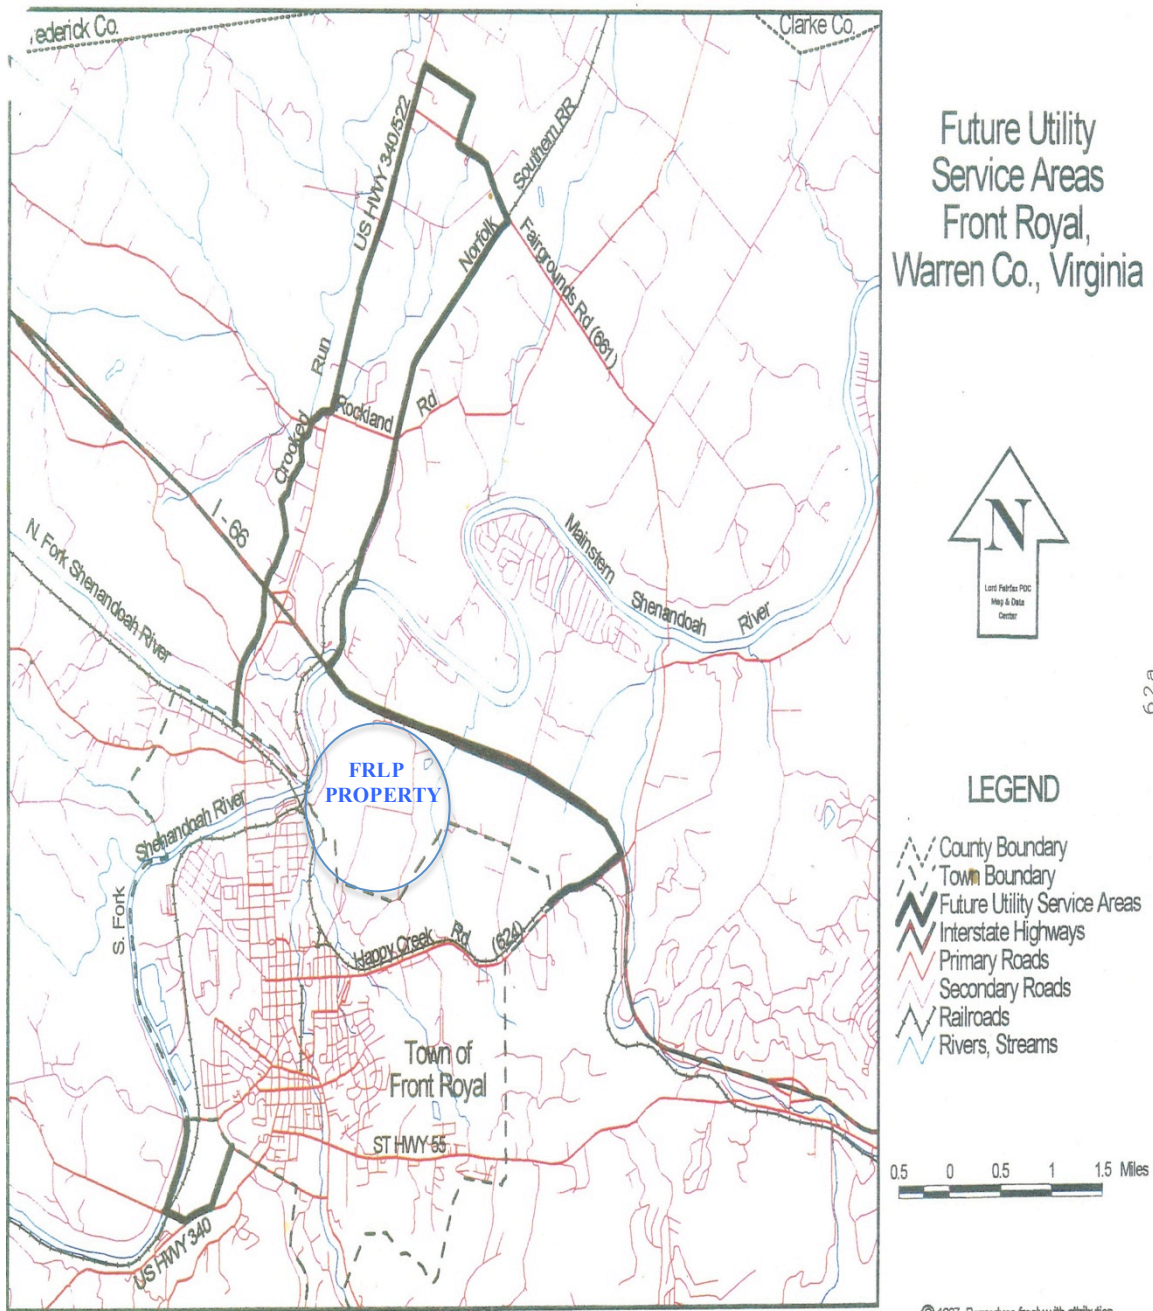 ederick Co.
Clarke Co.
Future Utility
Service Areas
Front Royal,
Warren Co., Virginia
US HWY 340/522
Southern RR
Norfolk
Fairgrounds Rd (661)
Run
Crooked
Rockland
Rd
I - 66
N. Fork Shenandoah River
Mainstem
Shenandoah
River
N
Lord Fairfax PDC
Map & Data
Center
62a
FRLP
PROPERTY
Shenandoah River
S. Fork
Happy Creek
Rd
(624)
Town of
Front Royal
ST HWY 55
US HWY 340
LEGEND
County Boundary
Town Boundary
Future Utility Service Areas
Interstate Highways
Primary Roads
Secondary Roads
Railroads
Rivers, Streams
0.5 0 0.5 1 1.5 Miles